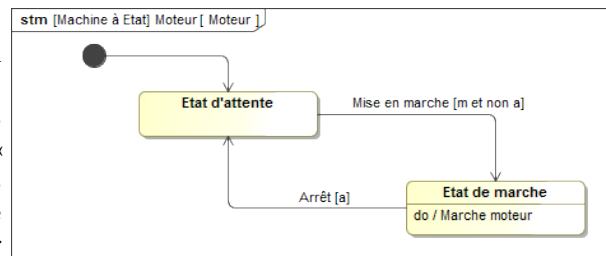 stm [Machine à Etat] Moteur [ Moteur ]
Etat d'attente
Mise en marche [m et non a]
Arrêt [a]
Etat de marche
do / Marche moteur